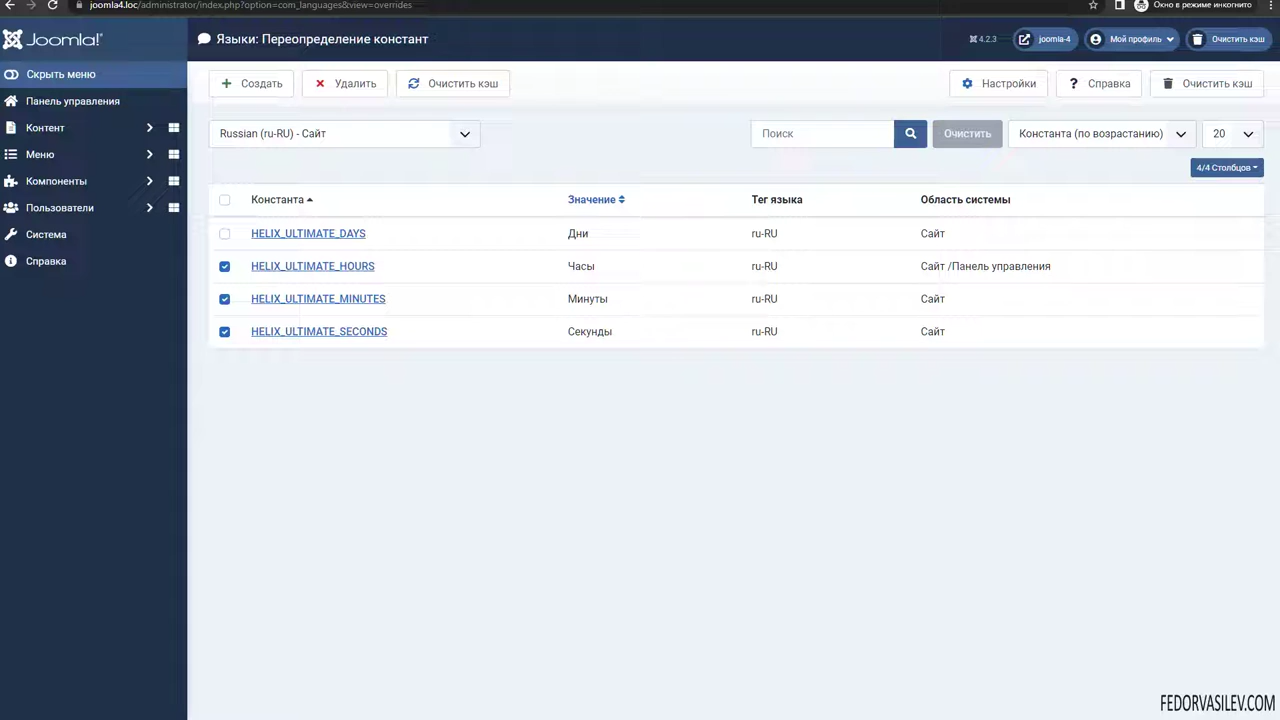 joomla4.loc/administrator/index.php?option=com_languages&view=overrides
Окно в режиме инкогнито
Joomla!®
Языки: Переопределение констант
4.2.3
joomla-4
Мой профиль
Очистить кэш
Скрыть меню
Панель управления
Контент
Меню
Компоненты
Пользователи
Система
Справка
Создать
Удалить
Очистить кэш
Настройки
? Справка
Очистить кэш
Russian (ru-RU) - Сайт
Поиск
Очистить
Константа (по возрастанию)
20
4/4 Столбцов
Константа Значение Тег языка Область системы
HELIX_ULTIMATE_DAYS Дни ru-RU Сайт
HELIX_ULTIMATE_HOURS Часы ru-RU Сайт /Панель управления
HELIX_ULTIMATE_MINUTES Минуты ru-RU Сайт
HELIX_ULTIMATE_SECONDS Секунды ru-RU Сайт
FEDORVASILEV.COM